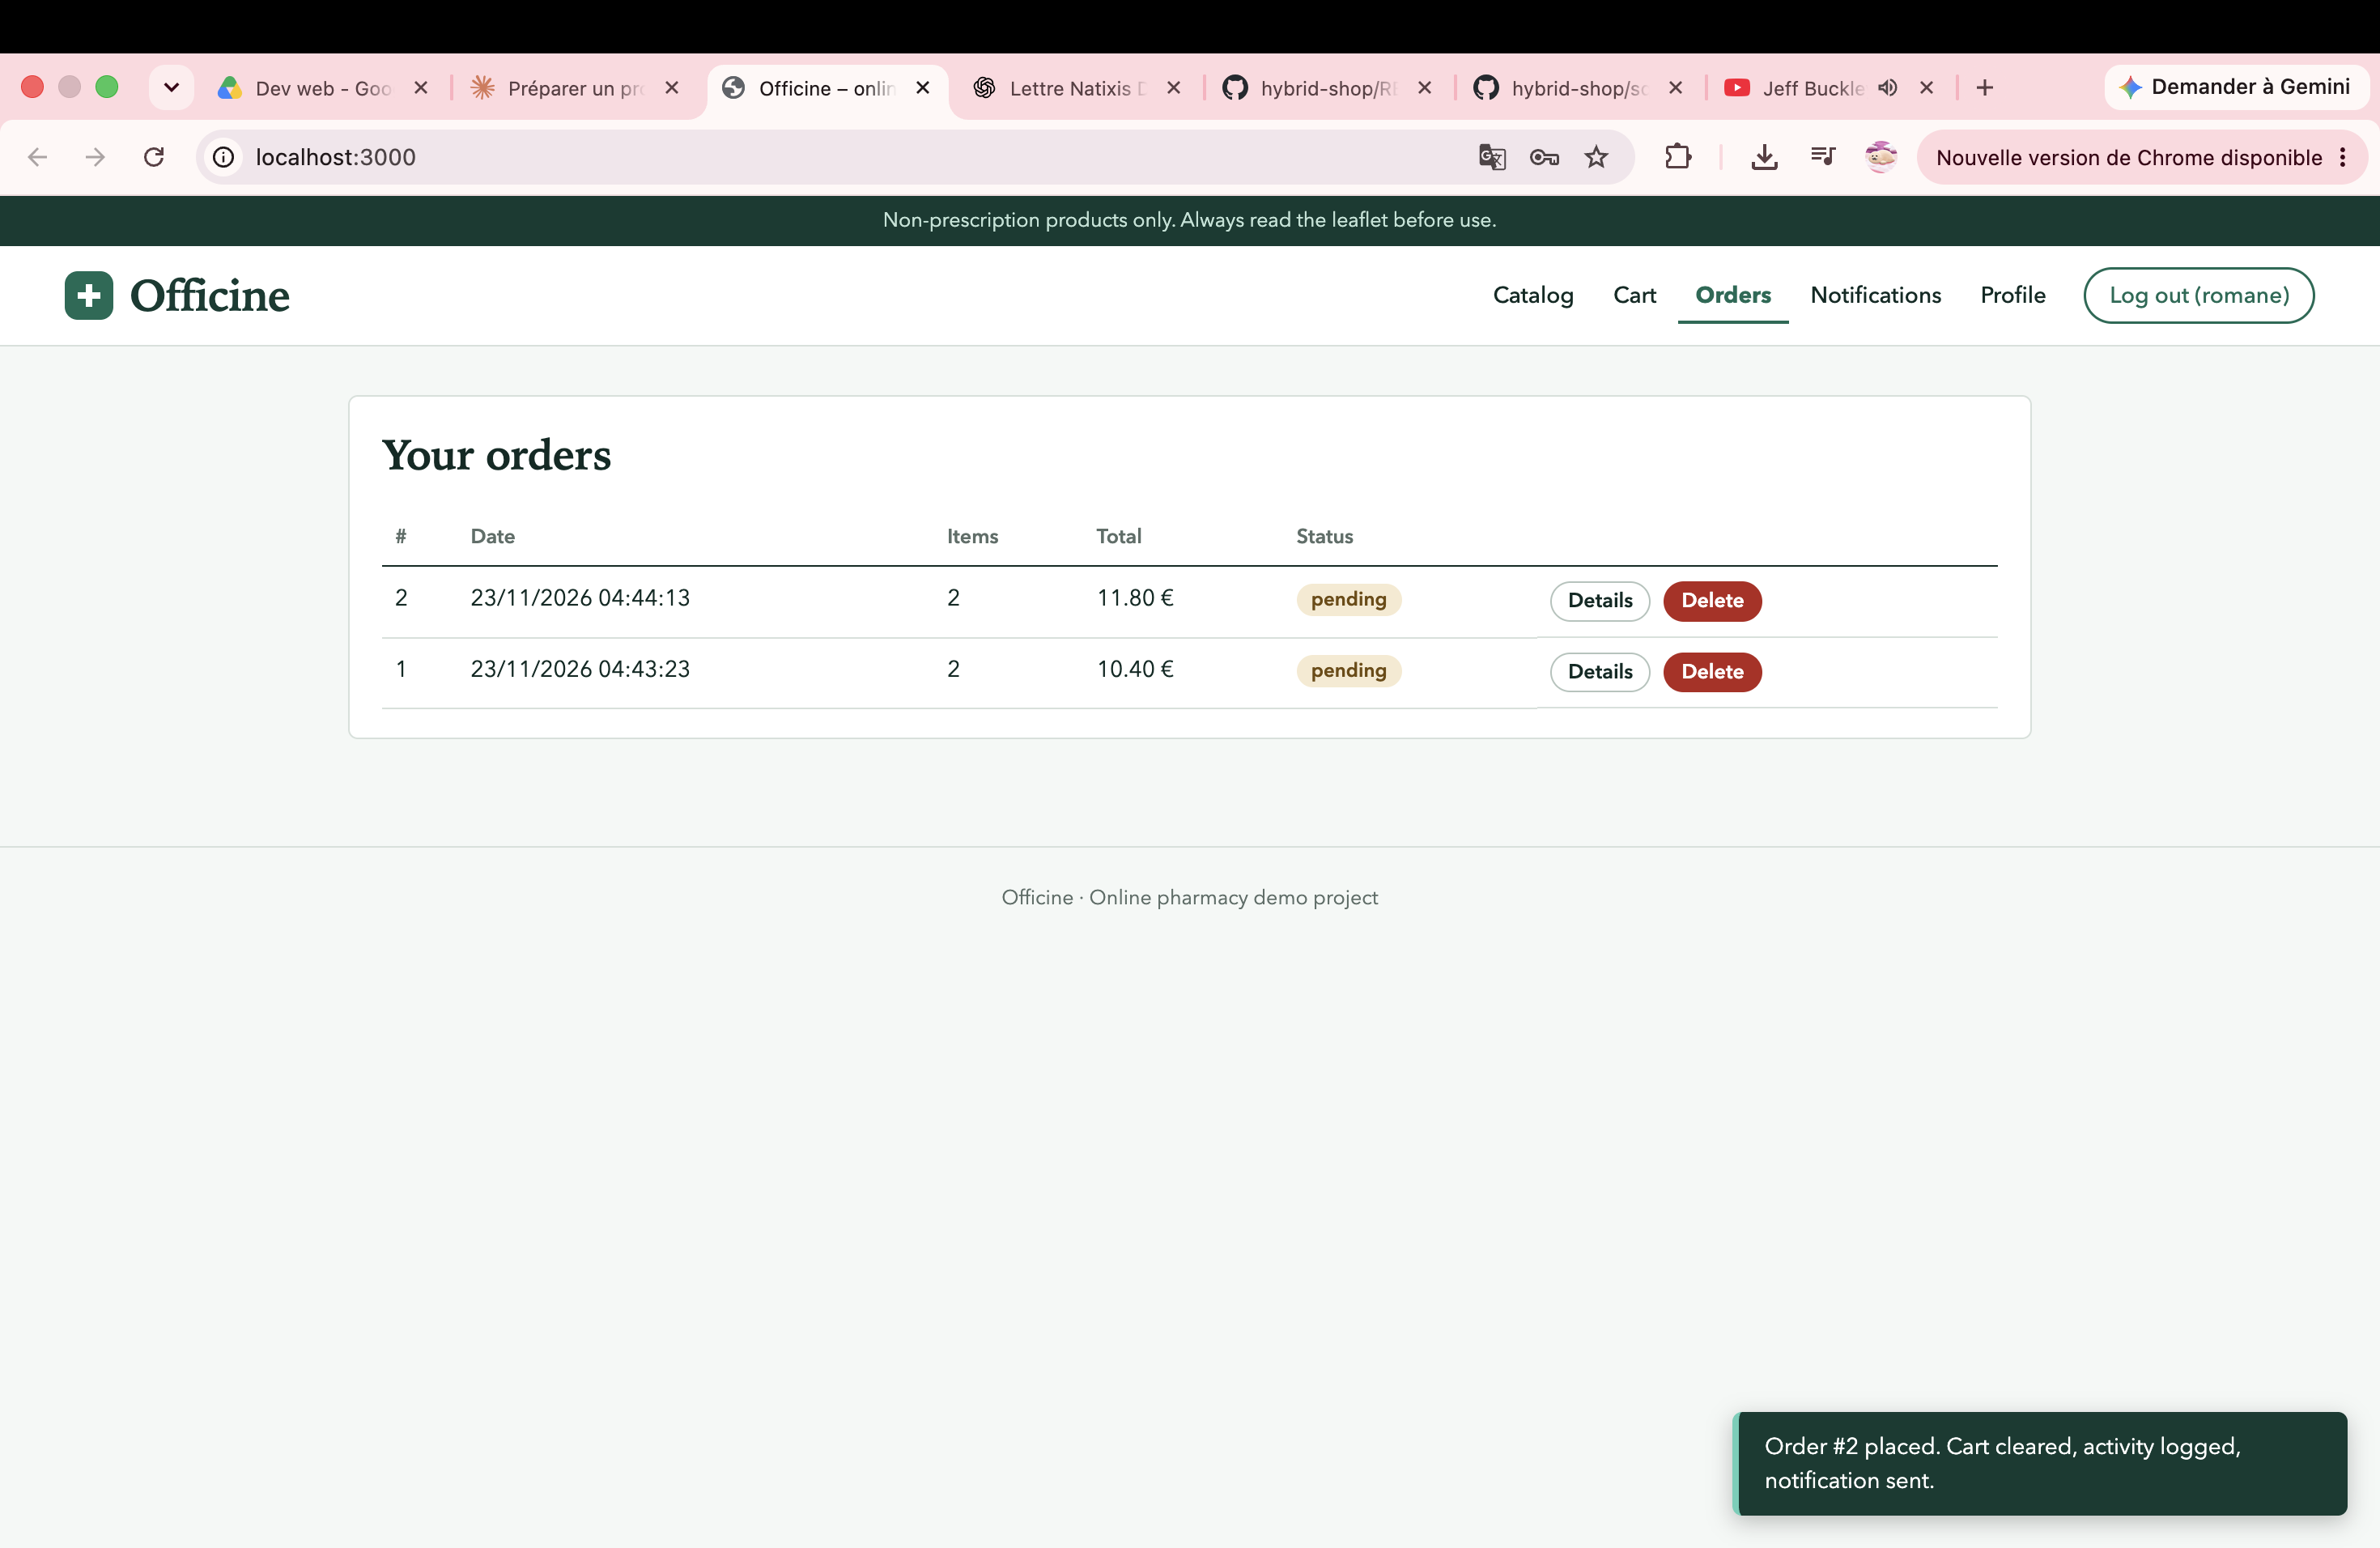 Dev web - Goo
Préparer un pr
Officine – onlin
Lettre Natixis
hybrid-shop/RE
hybrid-shop/sc
Jeff Buckle
Demander à Gemini
localhost:3000
Nouvelle version de Chrome disponible
Non-prescription products only. Always read the leaflet before use.
Officine
Catalog Cart Orders Notifications Profile Log out (romane)
Your orders
# Date Items Total Status
2 23/11/2026 04:44:13 2 11.80 € pending Details Delete
1 23/11/2026 04:43:23 2 10.40 € pending Details Delete
Officine · Online pharmacy demo project
Order #2 placed. Cart cleared, activity logged,
notification sent.